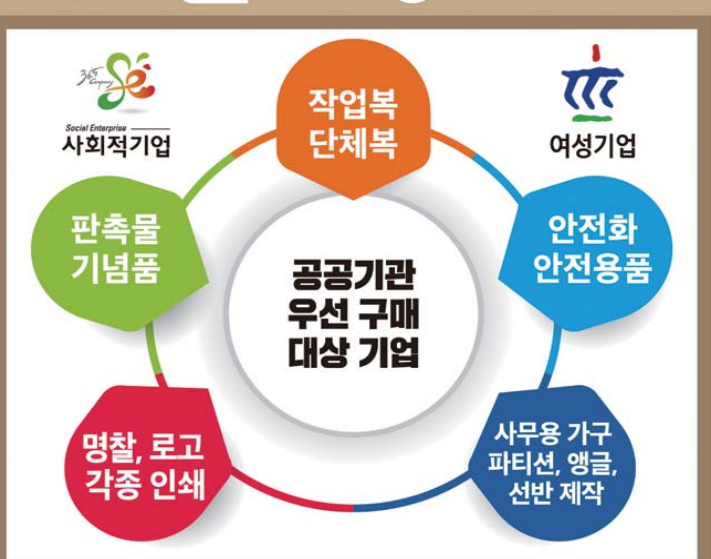 365
Company
Social Enterprise
사회적기업
작업복
단체복
여성기업
판촉물
기념품
안전화
안전용품
공공기관
우선 구매
대상 기업
명찰, 로고
각종 인쇄
사무용 가구
파티션, 앵글,
선반 제작